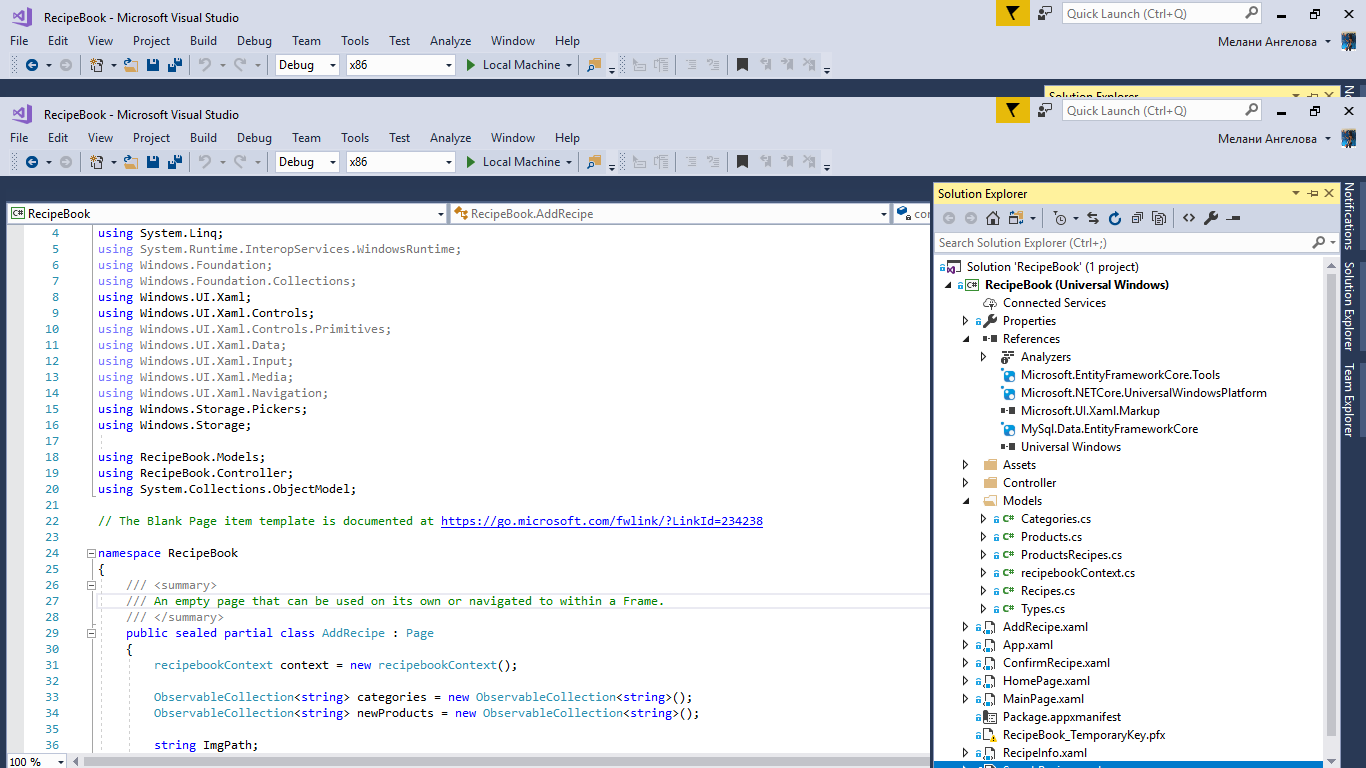 RecipeBook - Microsoft Visual Studio
Quick Launch (Ctrl+Q)
File Edit View Project Build Debug Team Tools Test Analyze Window Help
Мелани Ангелова
Debug x86 Local Machine
Solution Explorer
RecipeBook - Microsoft Visual Studio
Quick Launch (Ctrl+Q)
File Edit View Project Build Debug Team Tools Test Analyze Window Help
Мелани Ангелова
Debug x86 Local Machine
C# RecipeBook RecipeBook.AddRecipe
4 using System.Linq;
5 using System.Runtime.InteropServices.WindowsRuntime;
6 using Windows.Foundation;
7 using Windows.Foundation.Collections;
8 using Windows.UI.Xaml;
9 using Windows.UI.Xaml.Controls;
10 using Windows.UI.Xaml.Controls.Primitives;
11 using Windows.UI.Xaml.Data;
12 using Windows.UI.Xaml.Input;
13 using Windows.UI.Xaml.Media;
14 using Windows.UI.Xaml.Navigation;
15 using Windows.Storage.Pickers;
16 using Windows.Storage;
17
18 using RecipeBook.Models;
19 using RecipeBook.Controller;
20 using System.Collections.ObjectModel;
21
22 // The Blank Page item template is documented at https://go.microsoft.com/fwlink/?LinkId=234238
23
24 namespace RecipeBook
25 {
26 /// <summary>
27 /// An empty page that can be used on its own or navigated to within a Frame.
28 /// </summary>
29 public sealed partial class AddRecipe : Page
30 {
31 recipebookContext context = new recipebookContext();
32
33 ObservableCollection<string> categories = new ObservableCollection<string>();
34 ObservableCollection<string> newProducts = new ObservableCollection<string>();
35
36 string ImgPath;
100 %
Solution Explorer
Search Solution Explorer (Ctrl+;)
Solution 'RecipeBook' (1 project)
C# RecipeBook (Universal Windows)
Connected Services
Properties
References
Analyzers
Microsoft.EntityFrameworkCore.Tools
Microsoft.NETCore.UniversalWindowsPlatform
Microsoft.UI.Xaml.Markup
MySql.Data.EntityFrameworkCore
Universal Windows
Assets
Controller
Models
C# Categories.cs
C# Products.cs
C# ProductsRecipes.cs
C# recipebookContext.cs
C# Recipes.cs
C# Types.cs
AddRecipe.xaml
App.xaml
ConfirmRecipe.xaml
HomePage.xaml
MainPage.xaml
Package.appxmanifest
RecipeBook_TemporaryKey.pfx
RecipeInfo.xaml
Notifications
Solution Explorer
Team Explorer